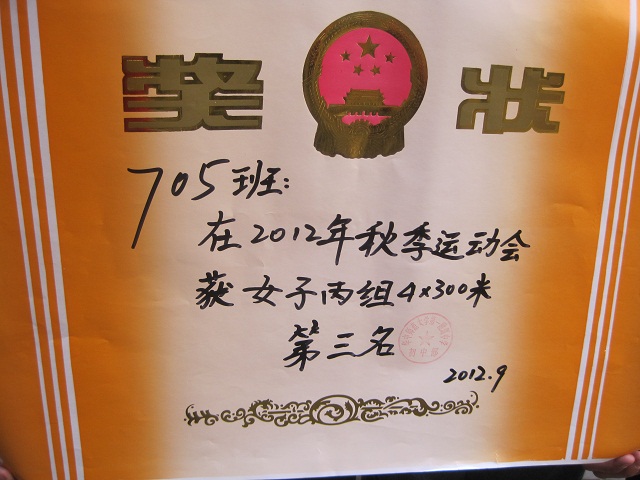 奖状
705班:
在2012年秋季运动会
获女子丙组4×300米
第三名
2012.9